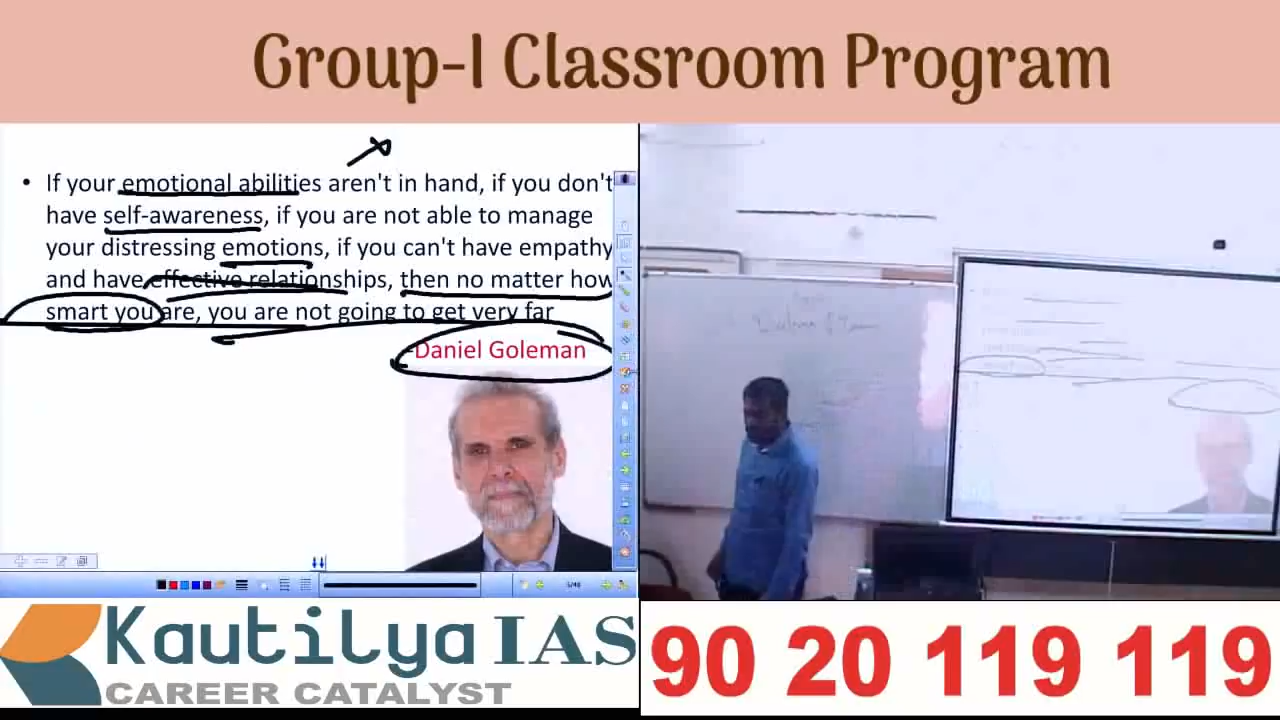 Group-I Classroom Program
• If your emotional abilities aren't in hand, if you don't
have self-awareness, if you are not able to manage
your distressing emotions, if you can't have empathy
and have effective relationships, then no matter how
smart you are, you are not going to get very far
-Daniel Goleman
5/48
Kautilya IAS
CAREER CATALYST
90 20 119 119